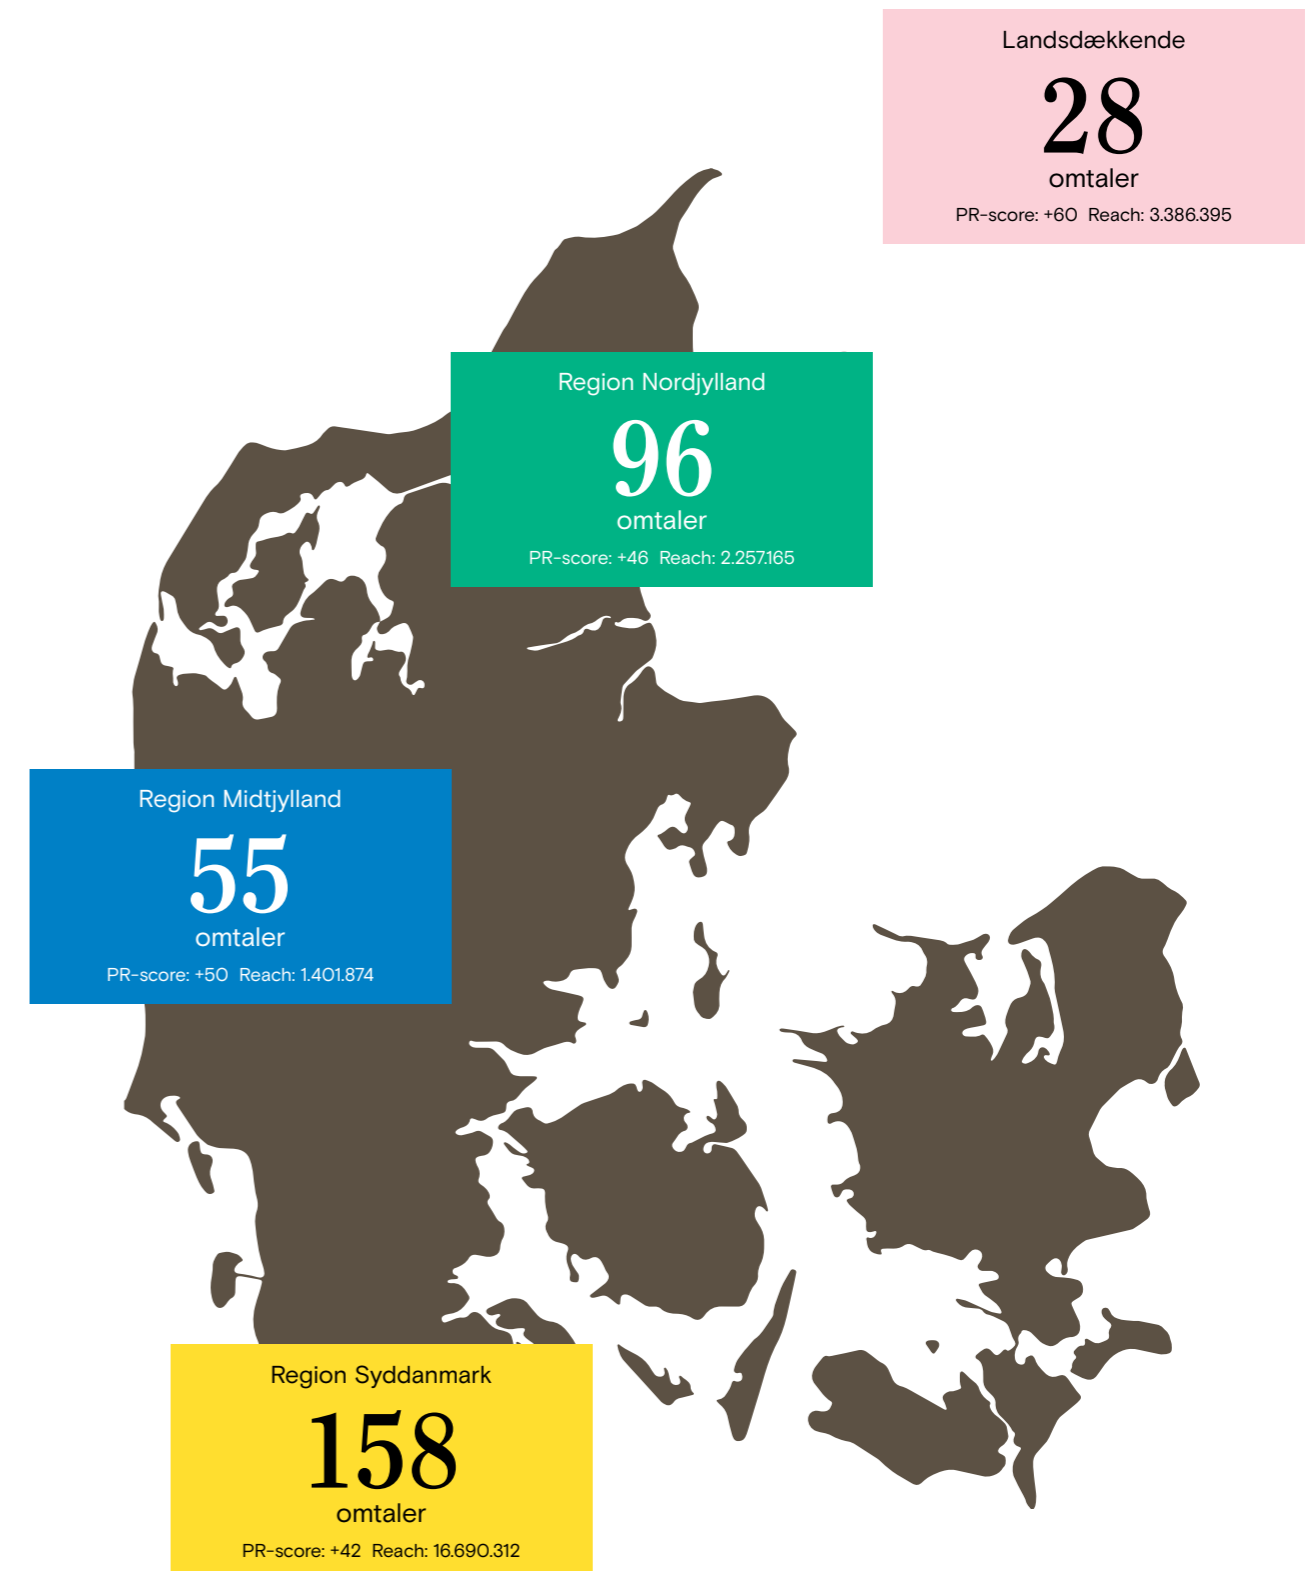 Landsdækkende
28
omtaler
PR-score: +60 Reach: 3.386.395
Region Nordjylland
96
omtaler
PR-score: +46 Reach: 2.257.165
Region Midtjylland
55
omtaler
PR-score: +50 Reach: 1.401.874
Region Syddanmark
158
omtaler
PR-score: +42 Reach: 16.690.312